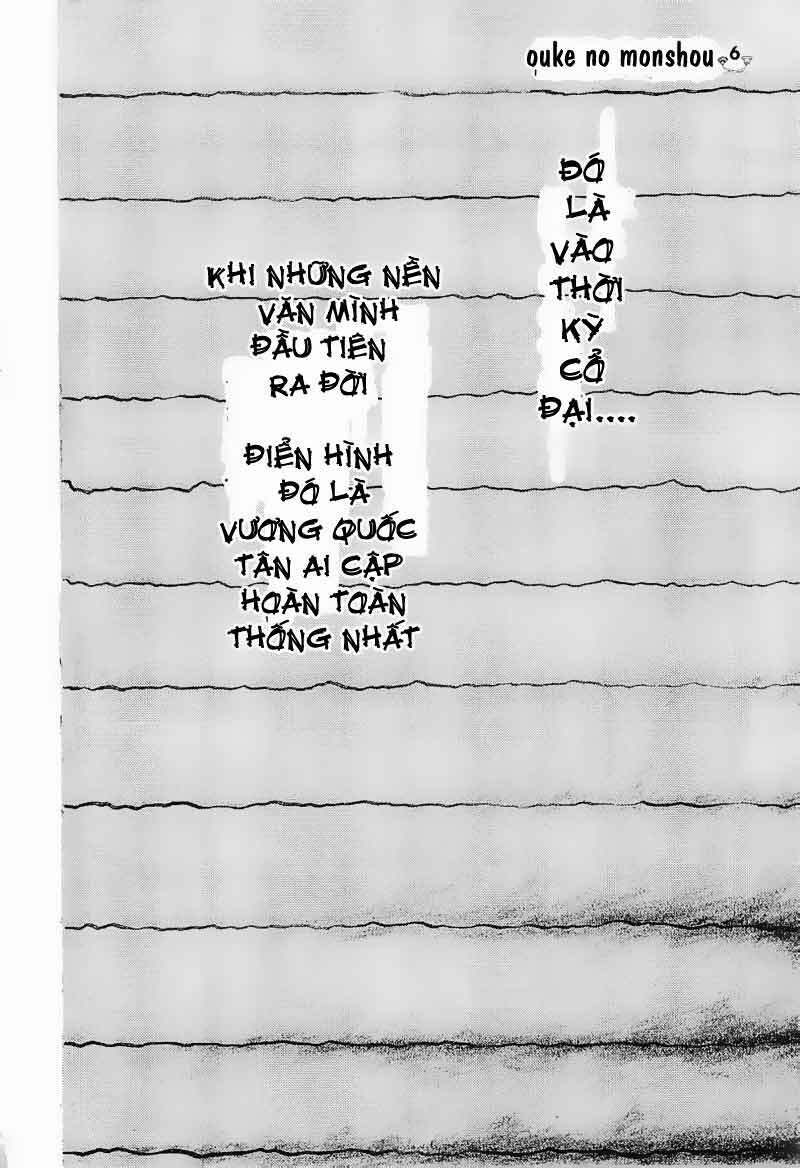 ouke no monshou 6
ĐÓ
LÀ
VÀO
THỜI
KỲ
CỔ
ĐẠI....
KHI NHỮNG NỀN
VĂN MINH
ĐẦU TIÊN
RA ĐỜI
ĐIỂN HÌNH
ĐÓ LÀ
VƯƠNG QUỐC
TÂN AI CẬP
HOÀN TOÀN
THỐNG NHẤT